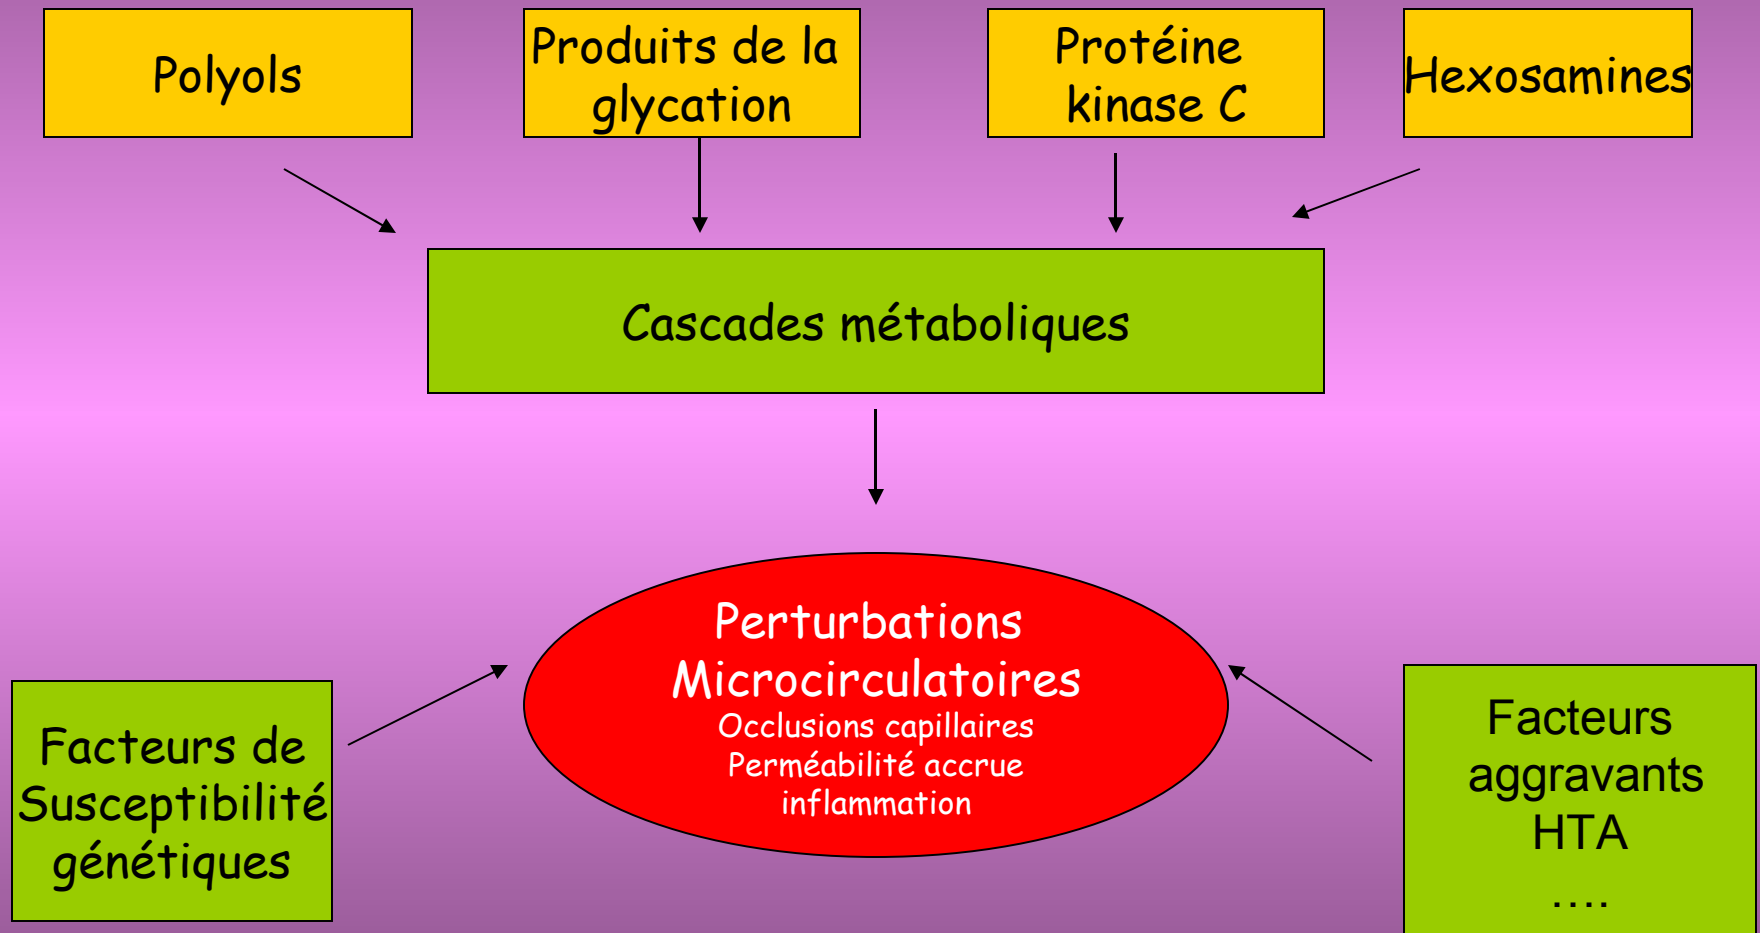 Polyols
Produits de la
glycation
Protéine
kinase C
Hexosamines
Cascades métaboliques
Perturbations
Microcirculatoires
Occlusions capillaires
Perméabilité accrue
inflammation
Facteurs de
Susceptibilité
génétiques
Facteurs
aggravants
HTA
….